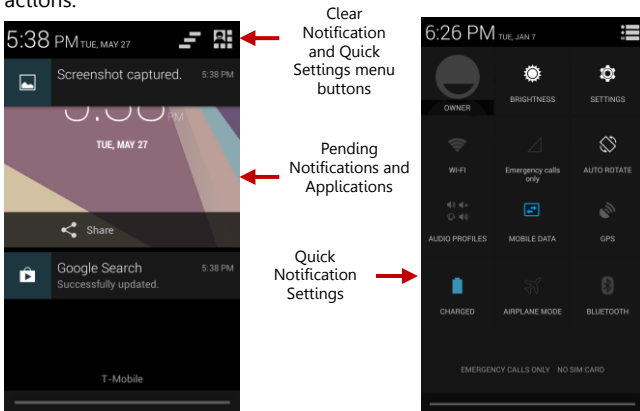 actions.
5:38 PM TUE, MAY 27
Screenshot captured.
5:38 PM
PM
TUE, MAY 27
Share
Google Search
5:38 PM
Successfully updated.
T-Mobile
Clear
Notification
and Quick
Settings menu
buttons
Pending
Notifications and
Applications
Quick
Notification
Settings
6:26 PM TUE, JAN 7
OWNER
BRIGHTNESS
SETTINGS
WI-FI
Emergency calls
only
AUTO ROTATE
AUDIO PROFILES
MOBILE DATA
GPS
CHARGED
AIRPLANE MODE
BLUETOOTH
EMERGENCY CALLS ONLY NO SIM CARD